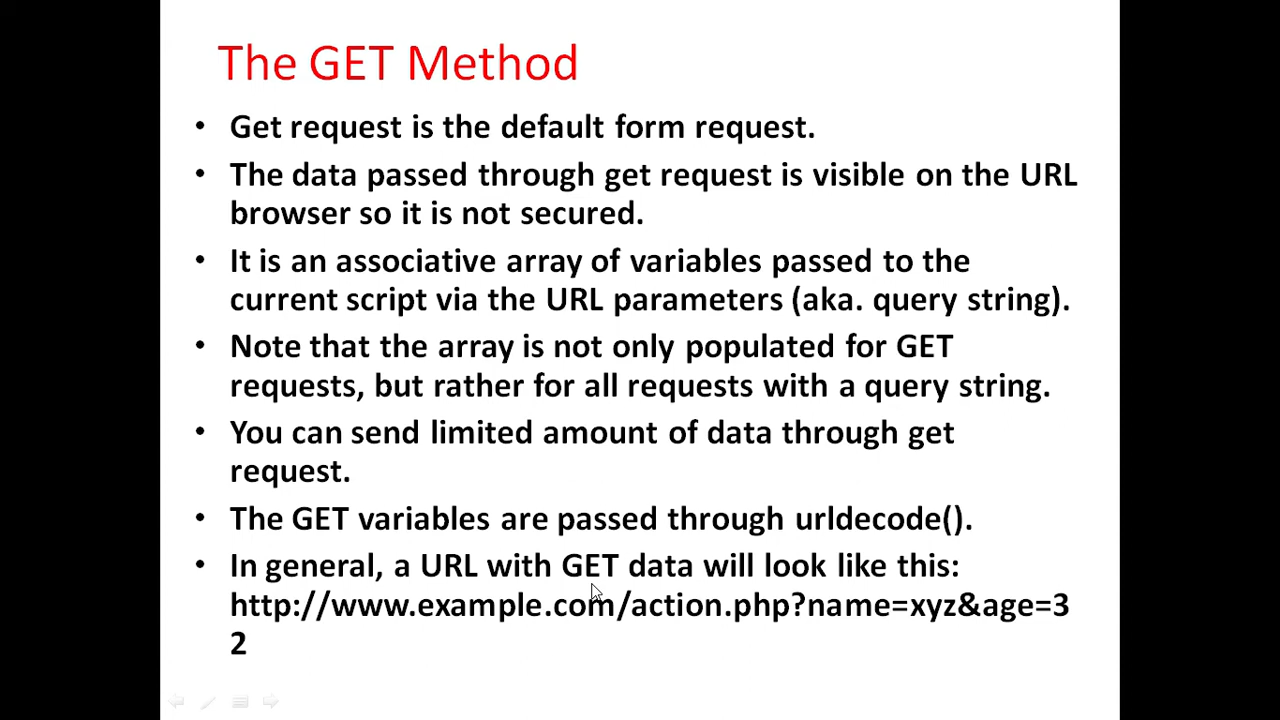 The GET Method
• Get request is the default form request.
• The data passed through get request is visible on the URL
browser so it is not secured.
• It is an associative array of variables passed to the
current script via the URL parameters (aka. query string).
• Note that the array is not only populated for GET
requests, but rather for all requests with a query string.
• You can send limited amount of data through get
request.
• The GET variables are passed through urldecode().
• In general, a URL with GET data will look like this:
http://www.example.com/action.php?name=xyz&age=3
2